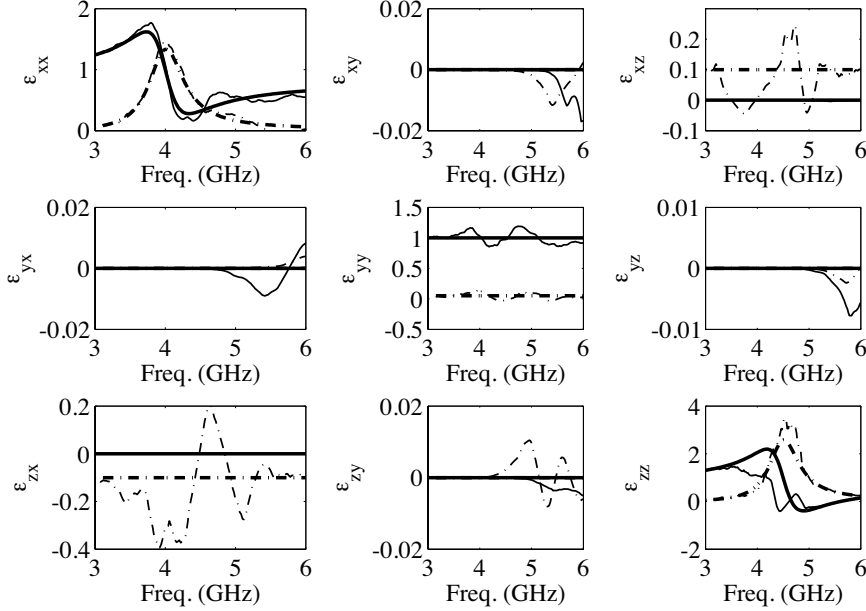 2
1
0
3 4 5 6
Freq. (GHz)
ε_xx
0.02
0
-0.02
3 4 5 6
Freq. (GHz)
ε_xy
0.2
0.1
0
-0.1
3 4 5 6
Freq. (GHz)
ε_xz
0.02
0
-0.02
3 4 5 6
Freq. (GHz)
ε_yx
1.5
1
0.5
0
-0.5
3 4 5 6
Freq. (GHz)
ε_yy
0.01
0
-0.01
3 4 5 6
Freq. (GHz)
ε_yz
0.2
0
-0.2
-0.4
3 4 5 6
Freq. (GHz)
ε_zx
0.02
0
-0.02
3 4 5 6
Freq. (GHz)
ε_zy
4
2
0
-2
3 4 5 6
Freq. (GHz)
ε_zz